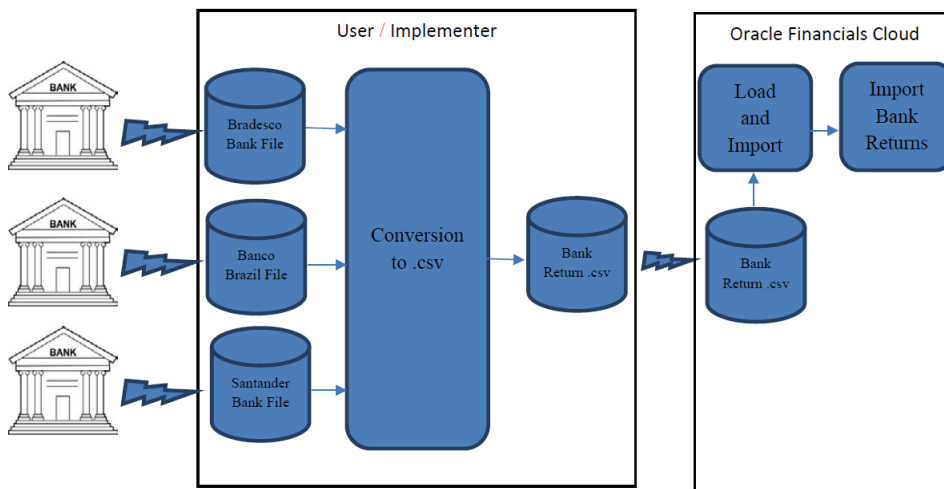 User / Implementer
Oracle Financials Cloud
BANK
Bradesco
Bank File
BANK
Banco
Brazil File
BANK
Santander
Bank File
Conversion
to .csv
Bank
Return .csv
Load
and
Import
Import
Bank
Returns
Bank
Return .csv